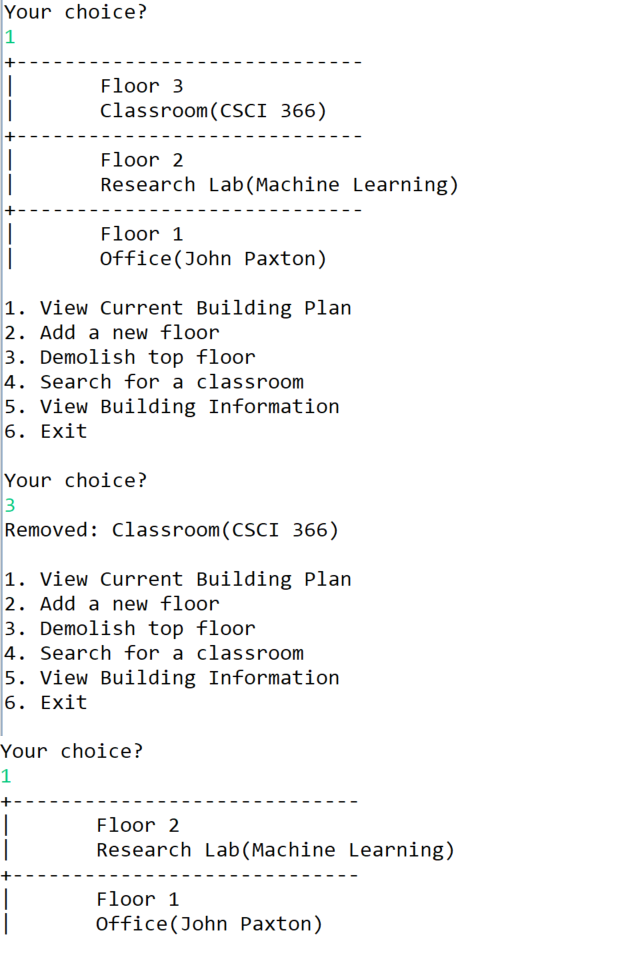 Your choice?
1
+-----------------------------
|       Floor 3
|       Classroom(CSCI 366)
+-----------------------------
|       Floor 2
|       Research Lab(Machine Learning)
+-----------------------------
|       Floor 1
|       Office(John Paxton)

1. View Current Building Plan
2. Add a new floor
3. Demolish top floor
4. Search for a classroom
5. View Building Information
6. Exit

Your choice?
3
Removed: Classroom(CSCI 366)

1. View Current Building Plan
2. Add a new floor
3. Demolish top floor
4. Search for a classroom
5. View Building Information
6. Exit

Your choice?
1
+-----------------------------
|       Floor 2
|       Research Lab(Machine Learning)
+-----------------------------
|       Floor 1
|       Office(John Paxton)